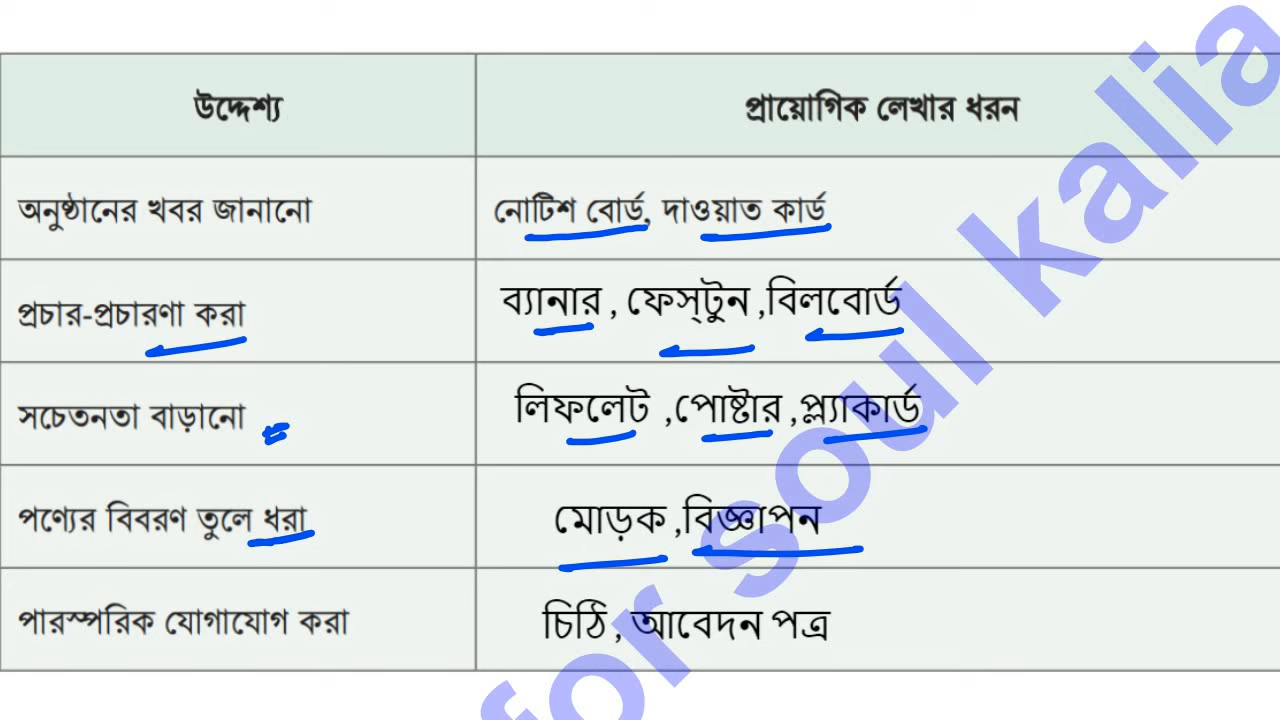 উদ্দেশ্য প্রায়োগিক লেখার ধরন
অনুষ্ঠানের খবর জানানো নোটিশ বোর্ড, দাওয়াত কার্ড
প্রচার-প্রচারণা করা ব্যানার , ফেস্টুন ,বিলবোর্ড
সচেতনতা বাড়ানো লিফলেট ,পোষ্টার ,প্ল্যাকার্ড
পণ্যের বিবরণ তুলে ধরা মোড়ক ,বিজ্ঞাপন
পারস্পরিক যোগাযোগ করা চিঠি , আবেদন পত্র
for soul kalia